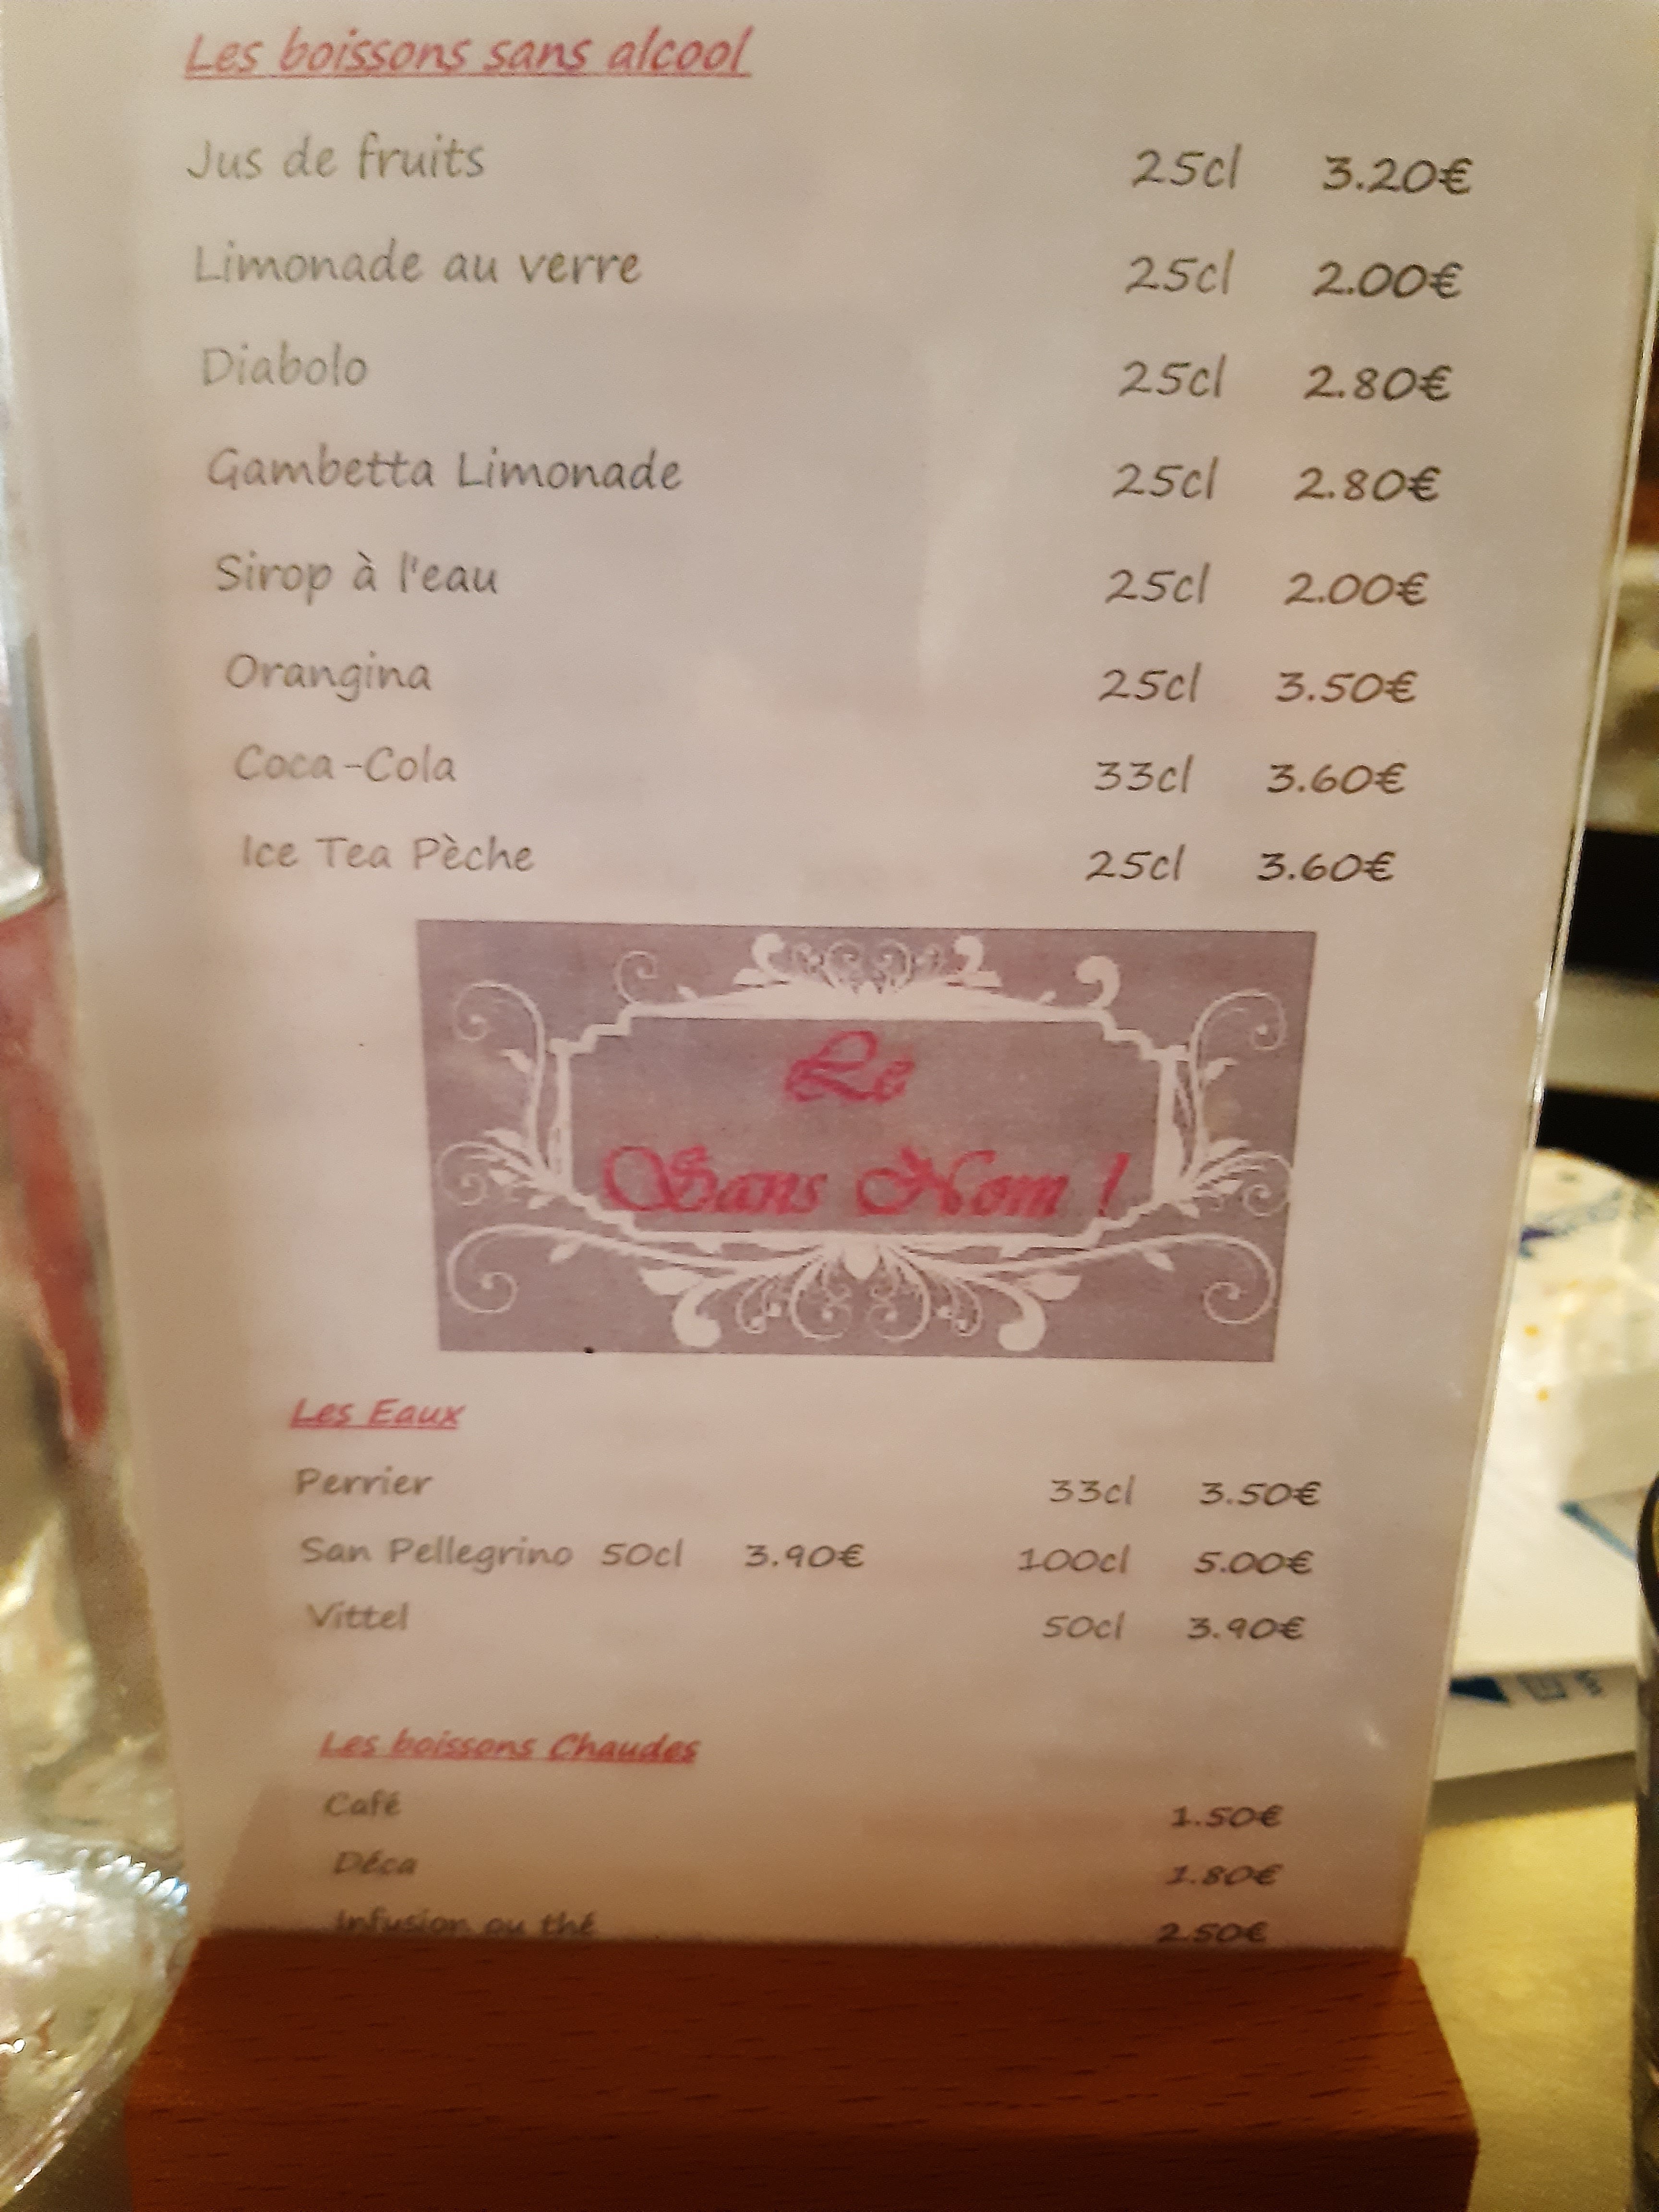 Les boissons sans alcool
Jus de fruits 25cl 3.20€
Limonade au verre 25cl 2.00€
Diabolo 25cl 2.80€
Gambetta Limonade 25cl 2.80€
Sirop à l'eau 25cl 2.00€
Orangina 25cl 3.50€
Coca-Cola 33cl 3.60€
Ice Tea Pèche 25cl 3.60€
Le
Sans Nom !
Les Eaux
Perrier 33cl 3.50€
San Pellegrino 50cl 3.90€ 100cl 5.00€
Vittel 50cl 3.90€
Les boissons Chaudes
Café 1.50€
Déca 1.80€
Infusion ou thé 2.50€